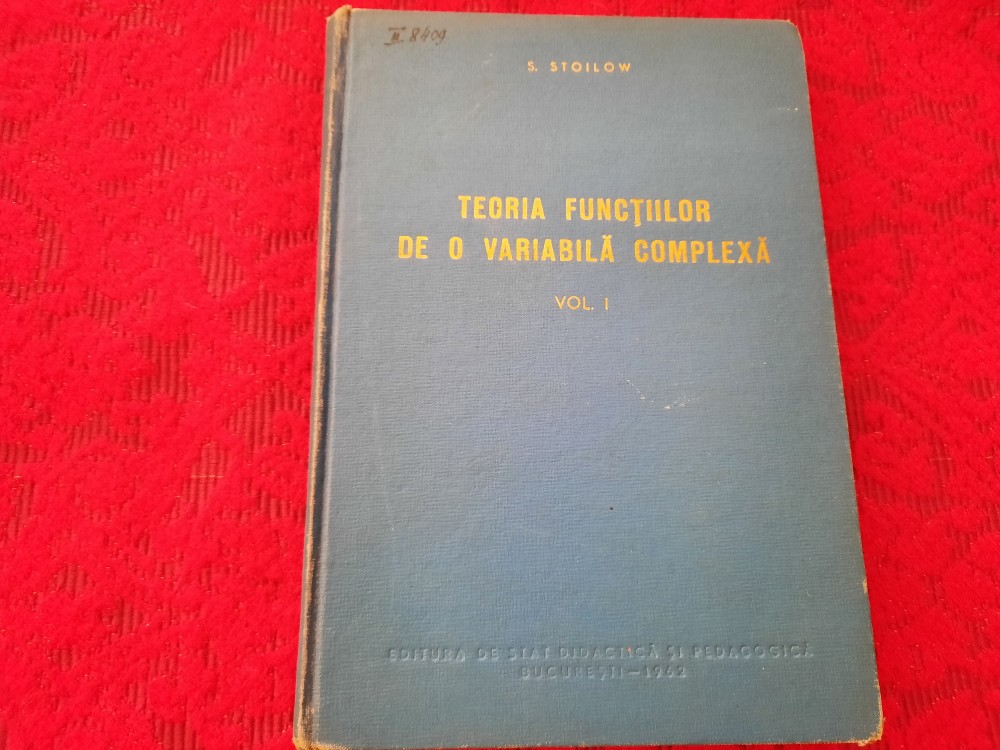 II 8409
S. STOILOW
TEORIA FUNCŢIILOR
DE O VARIABILĂ COMPLEXĂ
VOL. I
EDITURA DE STAT DIDACTICĂ ŞI PEDAGOGICĂ
BUCUREŞTI—1962